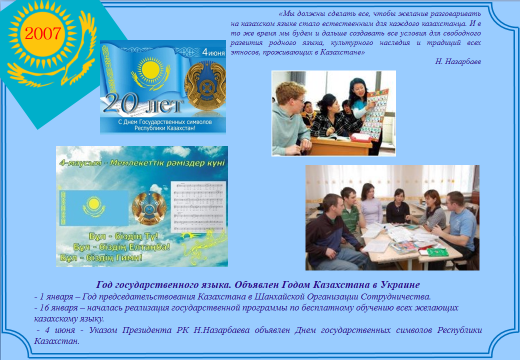 2007
«Мы должны сделать все, чтобы желание разговаривать
на казахском языке стало естественным для каждого казахстанца. И в
то же время мы будем и дальше создавать все условия для свободного
развития родного языка, культурного наследия и традиций всех
этносов, проживающих в Казахстане»
Н. Назарбаев
4 июня
20 лет
С Днем Государственных символов
Республики Казахстан!
4-маусым - Мемлекеттік рәміздер күні
Бұл - біздің Ту!
Бұл - біздің Елтаңба!
Бұл - біздің Гимн!
Год государственного языка. Объявлен Годом Казахстана в Украине
- 1 января – Год председательствования Казахстана в Шанхайской Организации Сотрудничества.
- 16 января – началась реализация государственной программы по бесплатному обучению всех желающих
казахскому языку.
- 4 июня - Указом Президента РК Н.Назарбаева объявлен Днем государственных символов Республики
Казахстан.